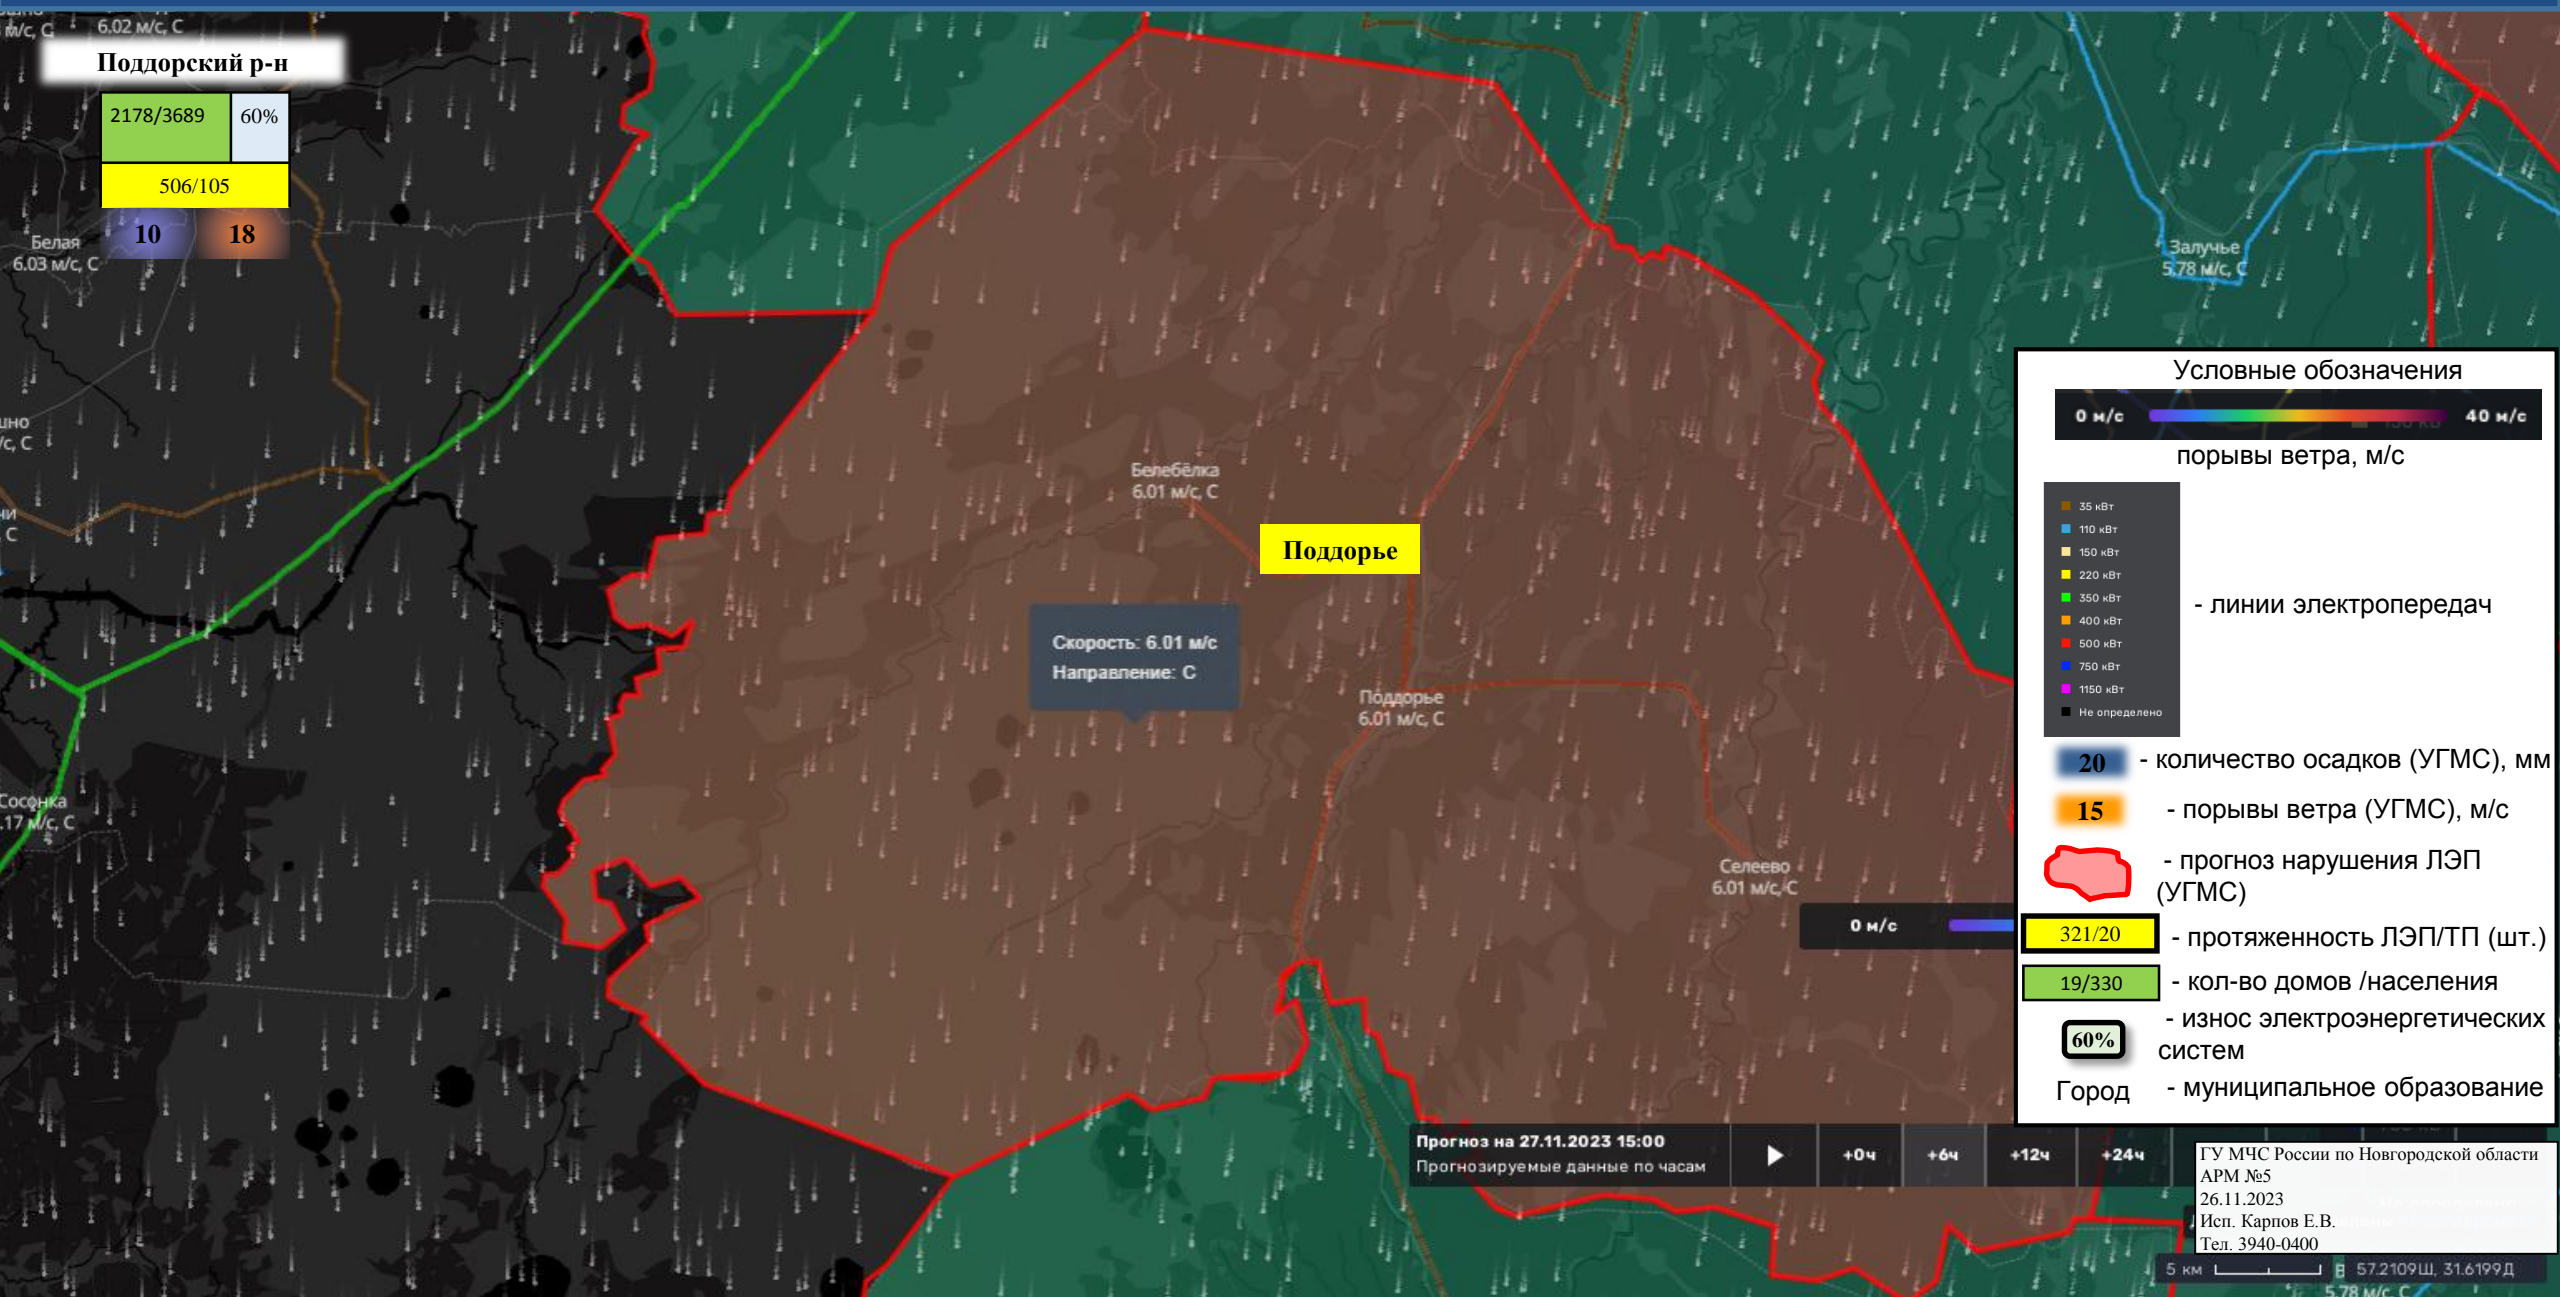 6.02 м/с, С
м/с, С
Поддорский р-н
2178/3689
60%
506/105
10
18
Белая
6.03 м/с, С
Залучье
5.78 м/с, С
Белебёлка
6.01 м/с, С
Поддорье
Скорость: 6.01 м/с
Направление: С
Поддорье
6.01 м/с, С
Сосонка
.17 м/с, С
Селеево
6.01 м/с, С
0 м/с
Условные обозначения
0 м/с
40 м/с
порывы ветра, м/с
35 кВт
110 кВт
150 кВт
220 кВт
350 кВт
400 кВт
500 кВт
750 кВт
1150 кВт
Не определено
- линии электропередач
20 - количество осадков (УГМС), мм
15 - порывы ветра (УГМС), м/с
- прогноз нарушения ЛЭП
(УГМС)
321/20 - протяженность ЛЭП/ТП (шт.)
19/330 - кол-во домов /населения
60% - износ электроэнергетических
систем
Город - муниципальное образование
Прогноз на 27.11.2023 15:00
Прогнозируемые данные по часам
+0ч
+6ч
+12ч
+24ч
ГУ МЧС России по Новгородской области
АРМ №5
26.11.2023
Исп. Карпов Е.В.
Тел. 3940-0400
5 км
57.2109Ш, 31.6199Д
5.78 м/с, С